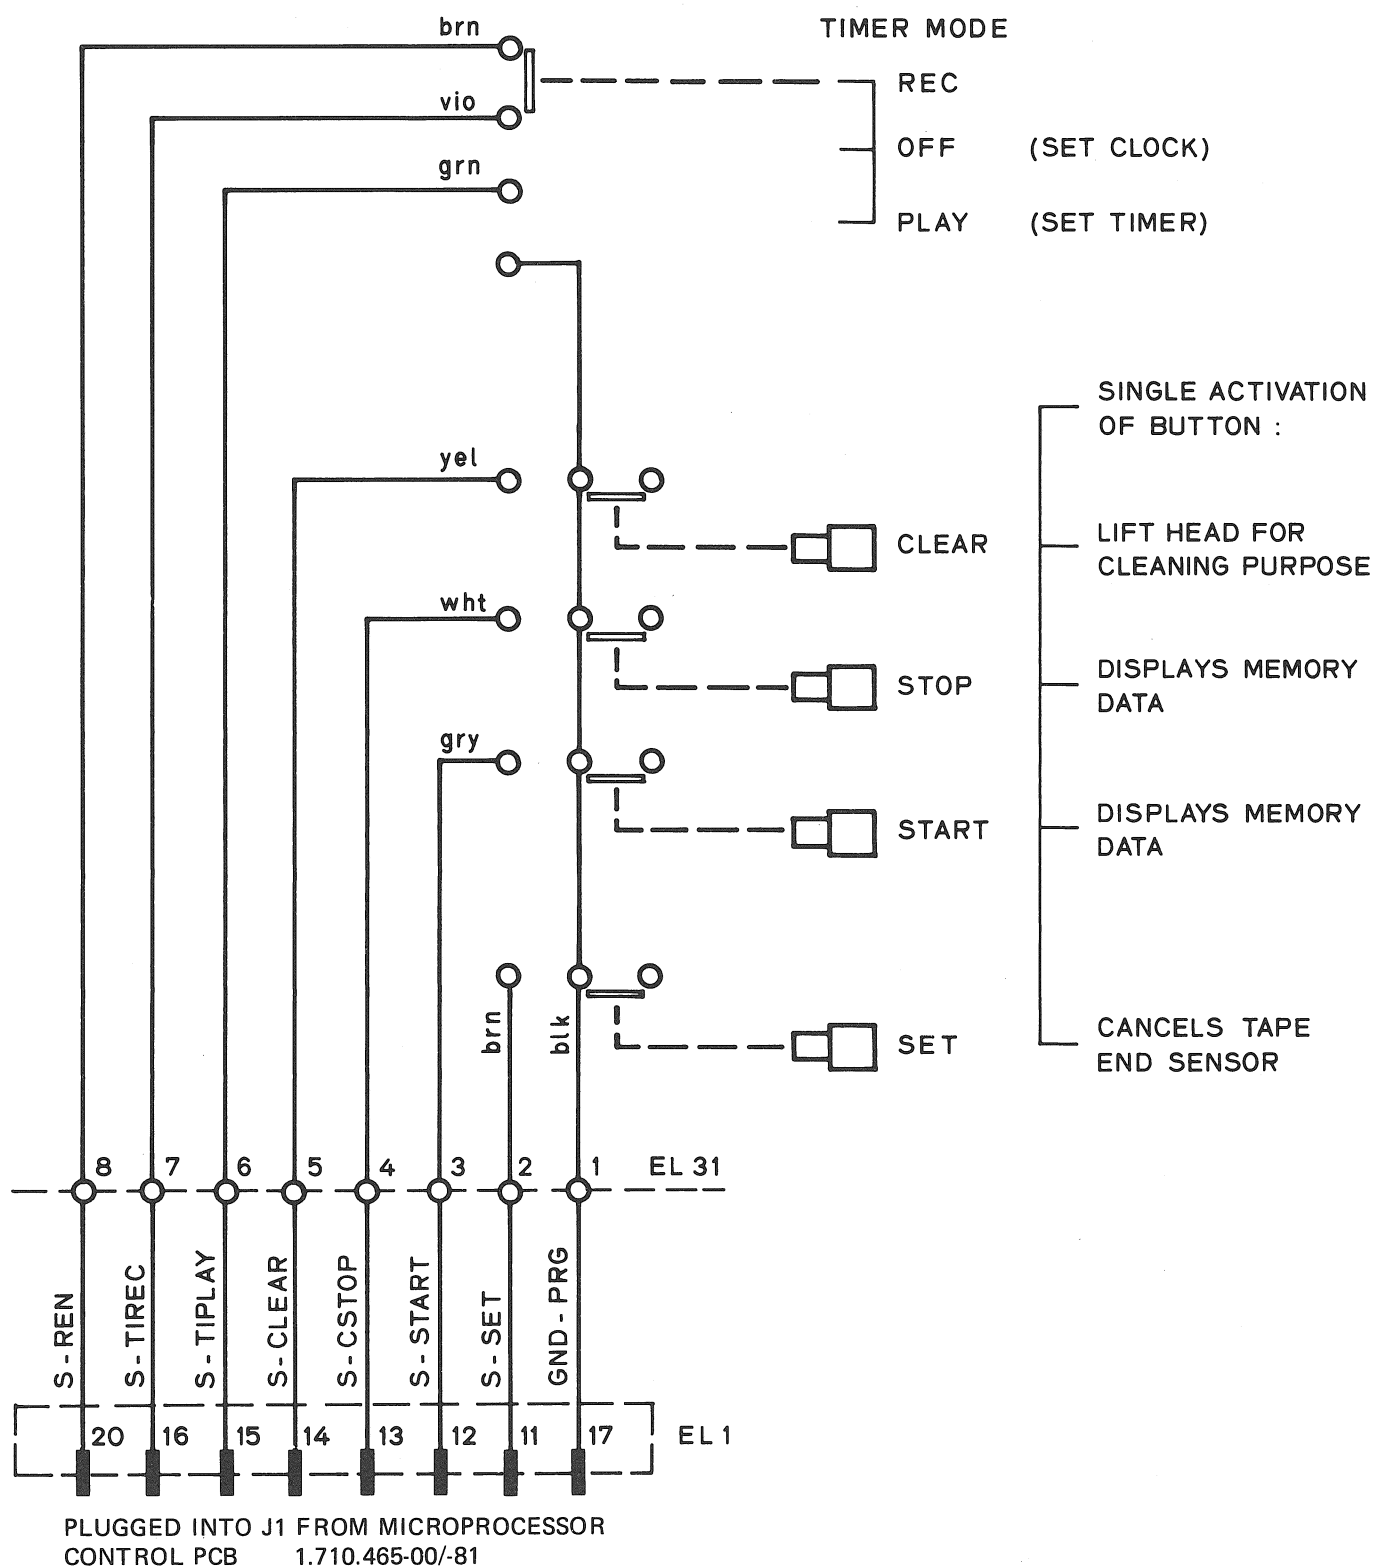 brn
TIMER MODE
REC
vio
OFF (SET CLOCK)
grn
PLAY (SET TIMER)
SINGLE ACTIVATION
OF BUTTON :
yel
CLEAR
LIFT HEAD FOR
CLEANING PURPOSE
wht
STOP
DISPLAYS MEMORY
DATA
gry
START
DISPLAYS MEMORY
DATA
brn
blk
SET
CANCELS TAPE
END SENSOR
8 7 6 5 4 3 2 1 EL 31
S-REN
S-TIREC
S-TIPLAY
S-CLEAR
S-CSTOP
S-START
S-SET
GND-PRG
20 16 15 14 13 12 11 17 EL 1
PLUGGED INTO J1 FROM MICROPROCESSOR
CONTROL PCB 1.710.465-00/-81